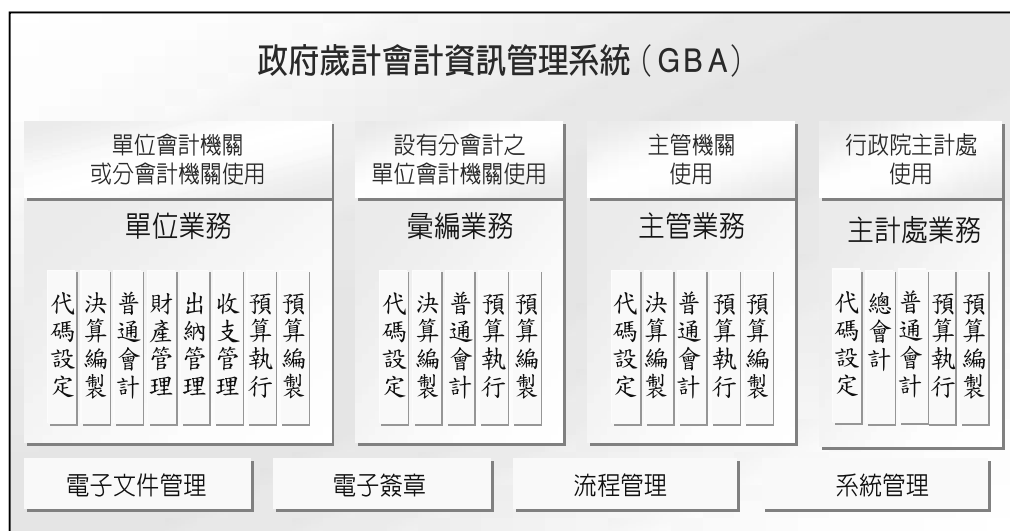 政府歲計會計資訊管理系統（GBA）
單位會計機關
或分會計機關使用
單位業務
代碼設定
決算編製
普通會計
財產管理
出納管理
收支管理
預算執行
預算編製
設有分會計之
單位會計機關使用
彙編業務
代碼設定
決算編製
普通會計
預算執行
預算編製
主管機關
使用
主管業務
代碼設定
決算編製
普通會計
預算執行
預算編製
行政院主計處
使用
主計處業務
代碼設定
總會計
普通會計
預算執行
預算編製
電子文件管理
電子簽章
流程管理
系統管理